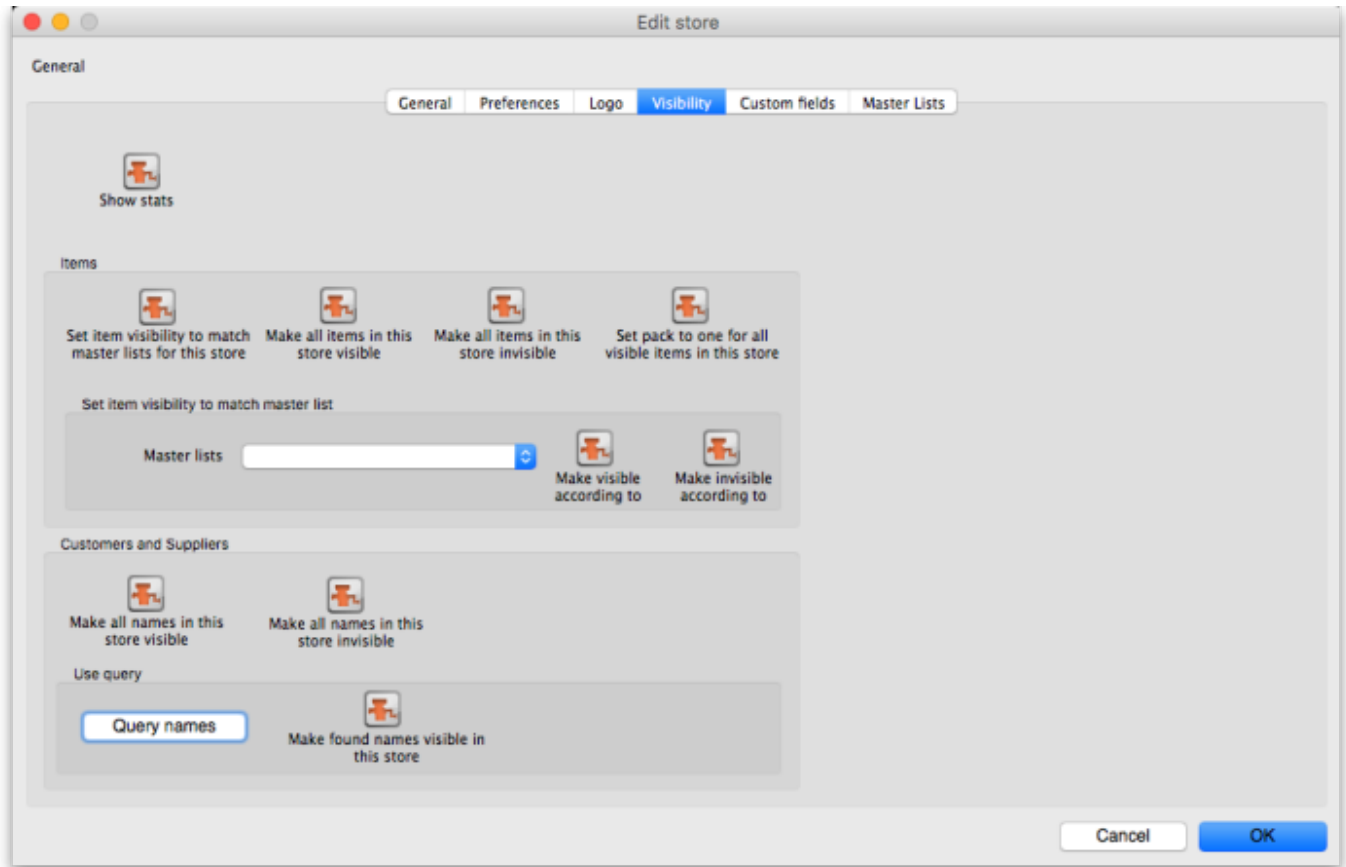 Edit store
General
General Preferences Logo Visibility Custom fields Master Lists
Show stats
Items
Set item visibility to match
master lists for this store
Make all items in this
store visible
Make all items in this
store invisible
Set pack to one for all
visible items in this store
Set item visibility to match master list
Master lists
Make visible
according to
Make invisible
according to
Customers and Suppliers
Make all names in this
store visible
Make all names in this
store invisible
Use query
Query names
Make found names visible in
this store
Cancel
OK